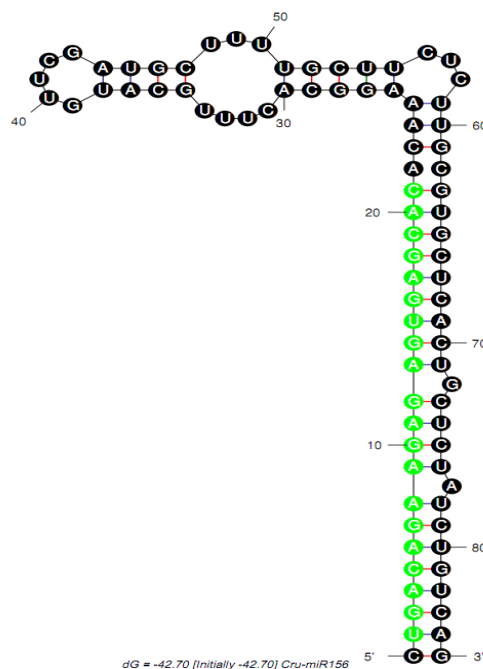 50
U U U C U
G C
C A U G C U G C U U C
U
U U A C G A C G G A
40 G U U U C 30 A U
A U 60
C G
A C
C G
20 A U
C G
G C
A U
G C
U A
G C 70
A U
G
G C
A U
10 G C
A U
A
A U
G C
A U 80
C G
A U
G C
U A
5' C G 3'
dG = -42.70 [Initially -42.70] Cru-miR156